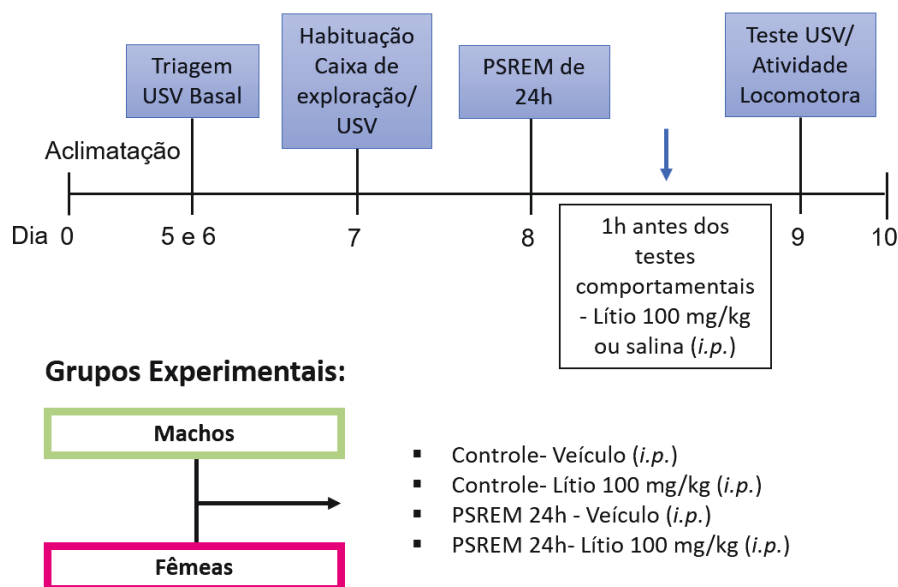 Triagem
USV Basal
Habituação
Caixa de
exploração/
USV
PSREM de
24h
Teste USV/
Atividade
Locomotora
Aclimatação
Dia 0
5 e 6
7
8
9
10
1h antes dos
testes
comportamentais
- Lítio 100 mg/kg
ou salina (i.p.)
Grupos Experimentais:
Machos
Fêmeas
▪ Controle- Veículo (i.p.)
▪ Controle- Lítio 100 mg/kg (i.p.)
▪ PSREM 24h - Veículo (i.p.)
▪ PSREM 24h- Lítio 100 mg/kg (i.p.)